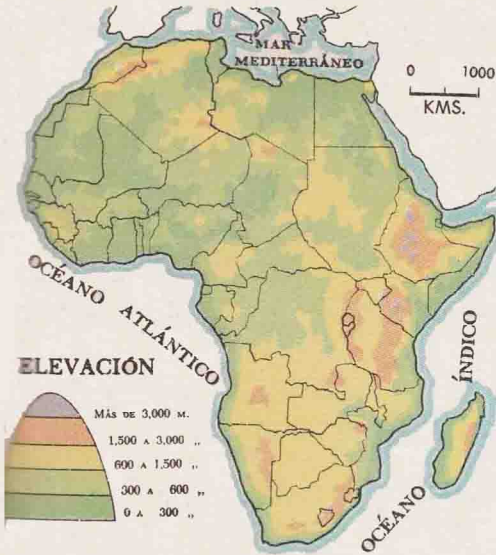 MAR
MEDITERRÁNEO
0 1000
KMS.
OCÉANO ATLÁNTICO
ÍNDICO
OCÉANO
ELEVACIÓN
MÁS DE 3,000 M.
1,500 A 3,000 „
600 A 1,500 „
300 A 600 „
0 A 300 „